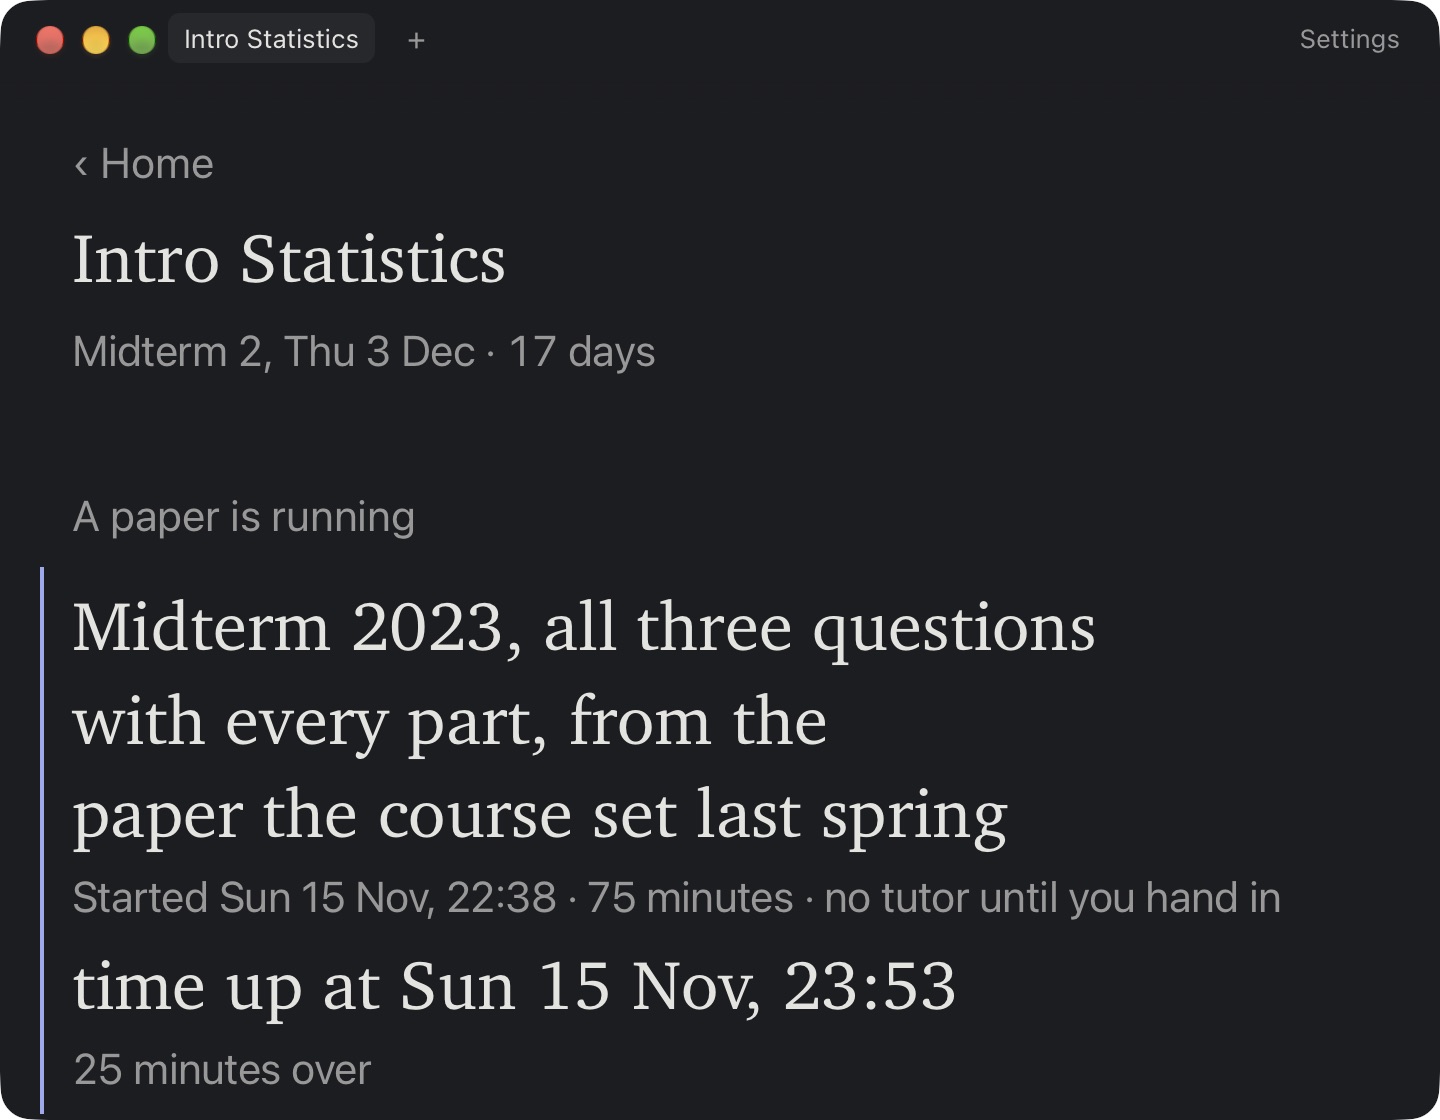 Intro Statistics + Settings
‹ Home
Intro Statistics
Midterm 2, Thu 3 Dec · 17 days
A paper is running
Midterm 2023, all three questions
with every part, from the
paper the course set last spring
Started Sun 15 Nov, 22:38 · 75 minutes · no tutor until you hand in
time up at Sun 15 Nov, 23:53
25 minutes over